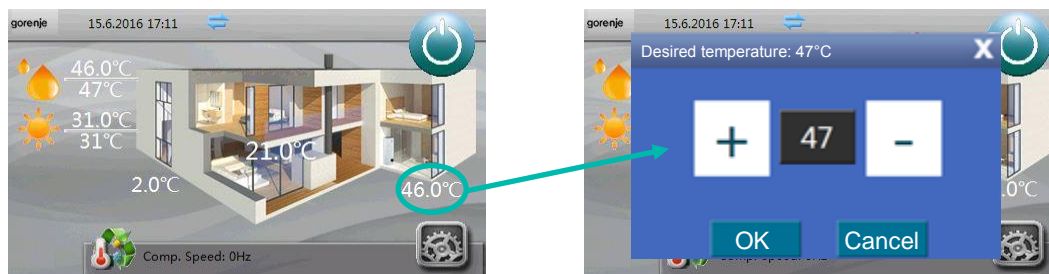 gorenje 15.6.2016 17:11
46.0°C
47°C
31.0°C
31°C
21.0°C
2.0°C
46.0°C
Comp. Speed: 0Hz
gorenje 15.6.2016 17:11
Desired temperature: 47°C X
+ 47 -
.0°C
OK Cancel